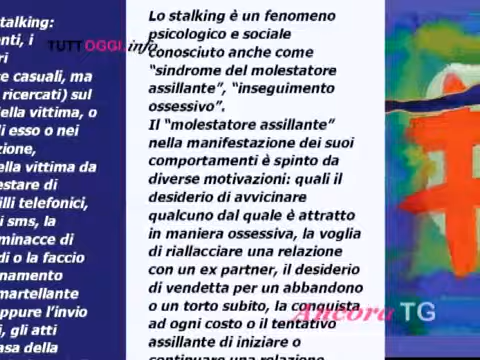 talking:
nti, i
TUTTOGGI.info
ri
e casuali, ma
ricercati) sul
ella vittima, o
i esso o nei
zione,
ella vittima da
estare di
illi telefonici,
i sms, la
minacce di
di o la faccio
namento
martellante
ppure l'invio
i, gli atti
asa della
Lo stalking è un fenomeno
psicologico e sociale
conosciuto anche come
“sindrome del molestatore
assillante”, “inseguimento
ossessivo”.
Il “molestatore assillante”
nella manifestazione dei suoi
comportamenti è spinto da
diverse motivazioni: quali il
desiderio di avvicinare
qualcuno dal quale è attratto
in maniera ossessiva, la voglia
di riallacciare una relazione
con un ex partner, il desiderio
di vendetta per un abbandono
o un torto subito, la conquista
ad ogni costo o il tentativo
assillante di iniziare o
continuare una relazione
Ancora TG